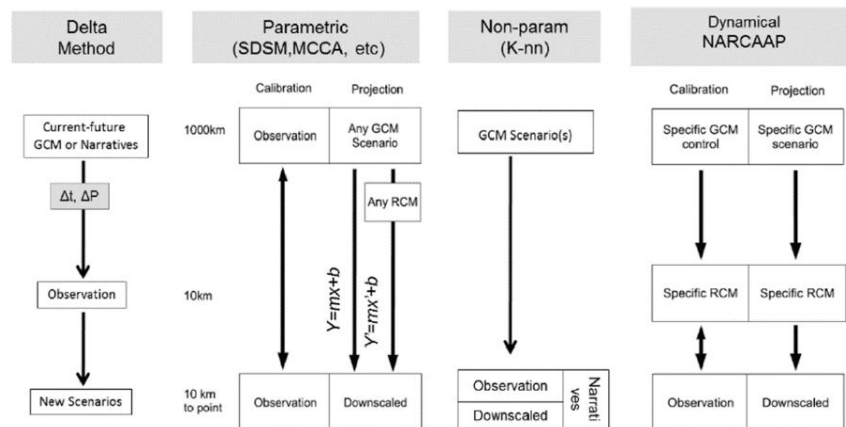 Delta
Method
Parametric
(SDSM,MCCA, etc)
Non-param
(K-nn)
Dynamical
NARCAAP
Calibration
Projection
Calibration
Projection
Current-future
GCM or Narratives
1000km
Observation
Any GCM
Scenario
GCM Scenario(s)
Specific GCM
control
Specific GCM
scenario
Δt, ΔP
Any RCM
Observation
10km
Y=mx+b
Y'=mx'+b
Specific RCM
Specific RCM
New Scenarios
10 km
to point
Observation
Downscaled
Observation
Downscaled
Narrati
ves
Observation
Downscaled